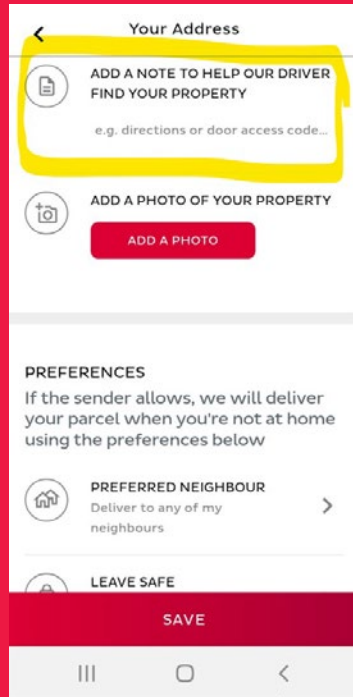 Your Address
ADD A NOTE TO HELP OUR DRIVER
FIND YOUR PROPERTY
e.g. directions or door access code...
ADD A PHOTO OF YOUR PROPERTY
ADD A PHOTO
PREFERENCES
If the sender allows, we will deliver
your parcel when you're not at home
using the preferences below
PREFERRED NEIGHBOUR
Deliver to any of my
neighbours
LEAVE SAFE
SAVE